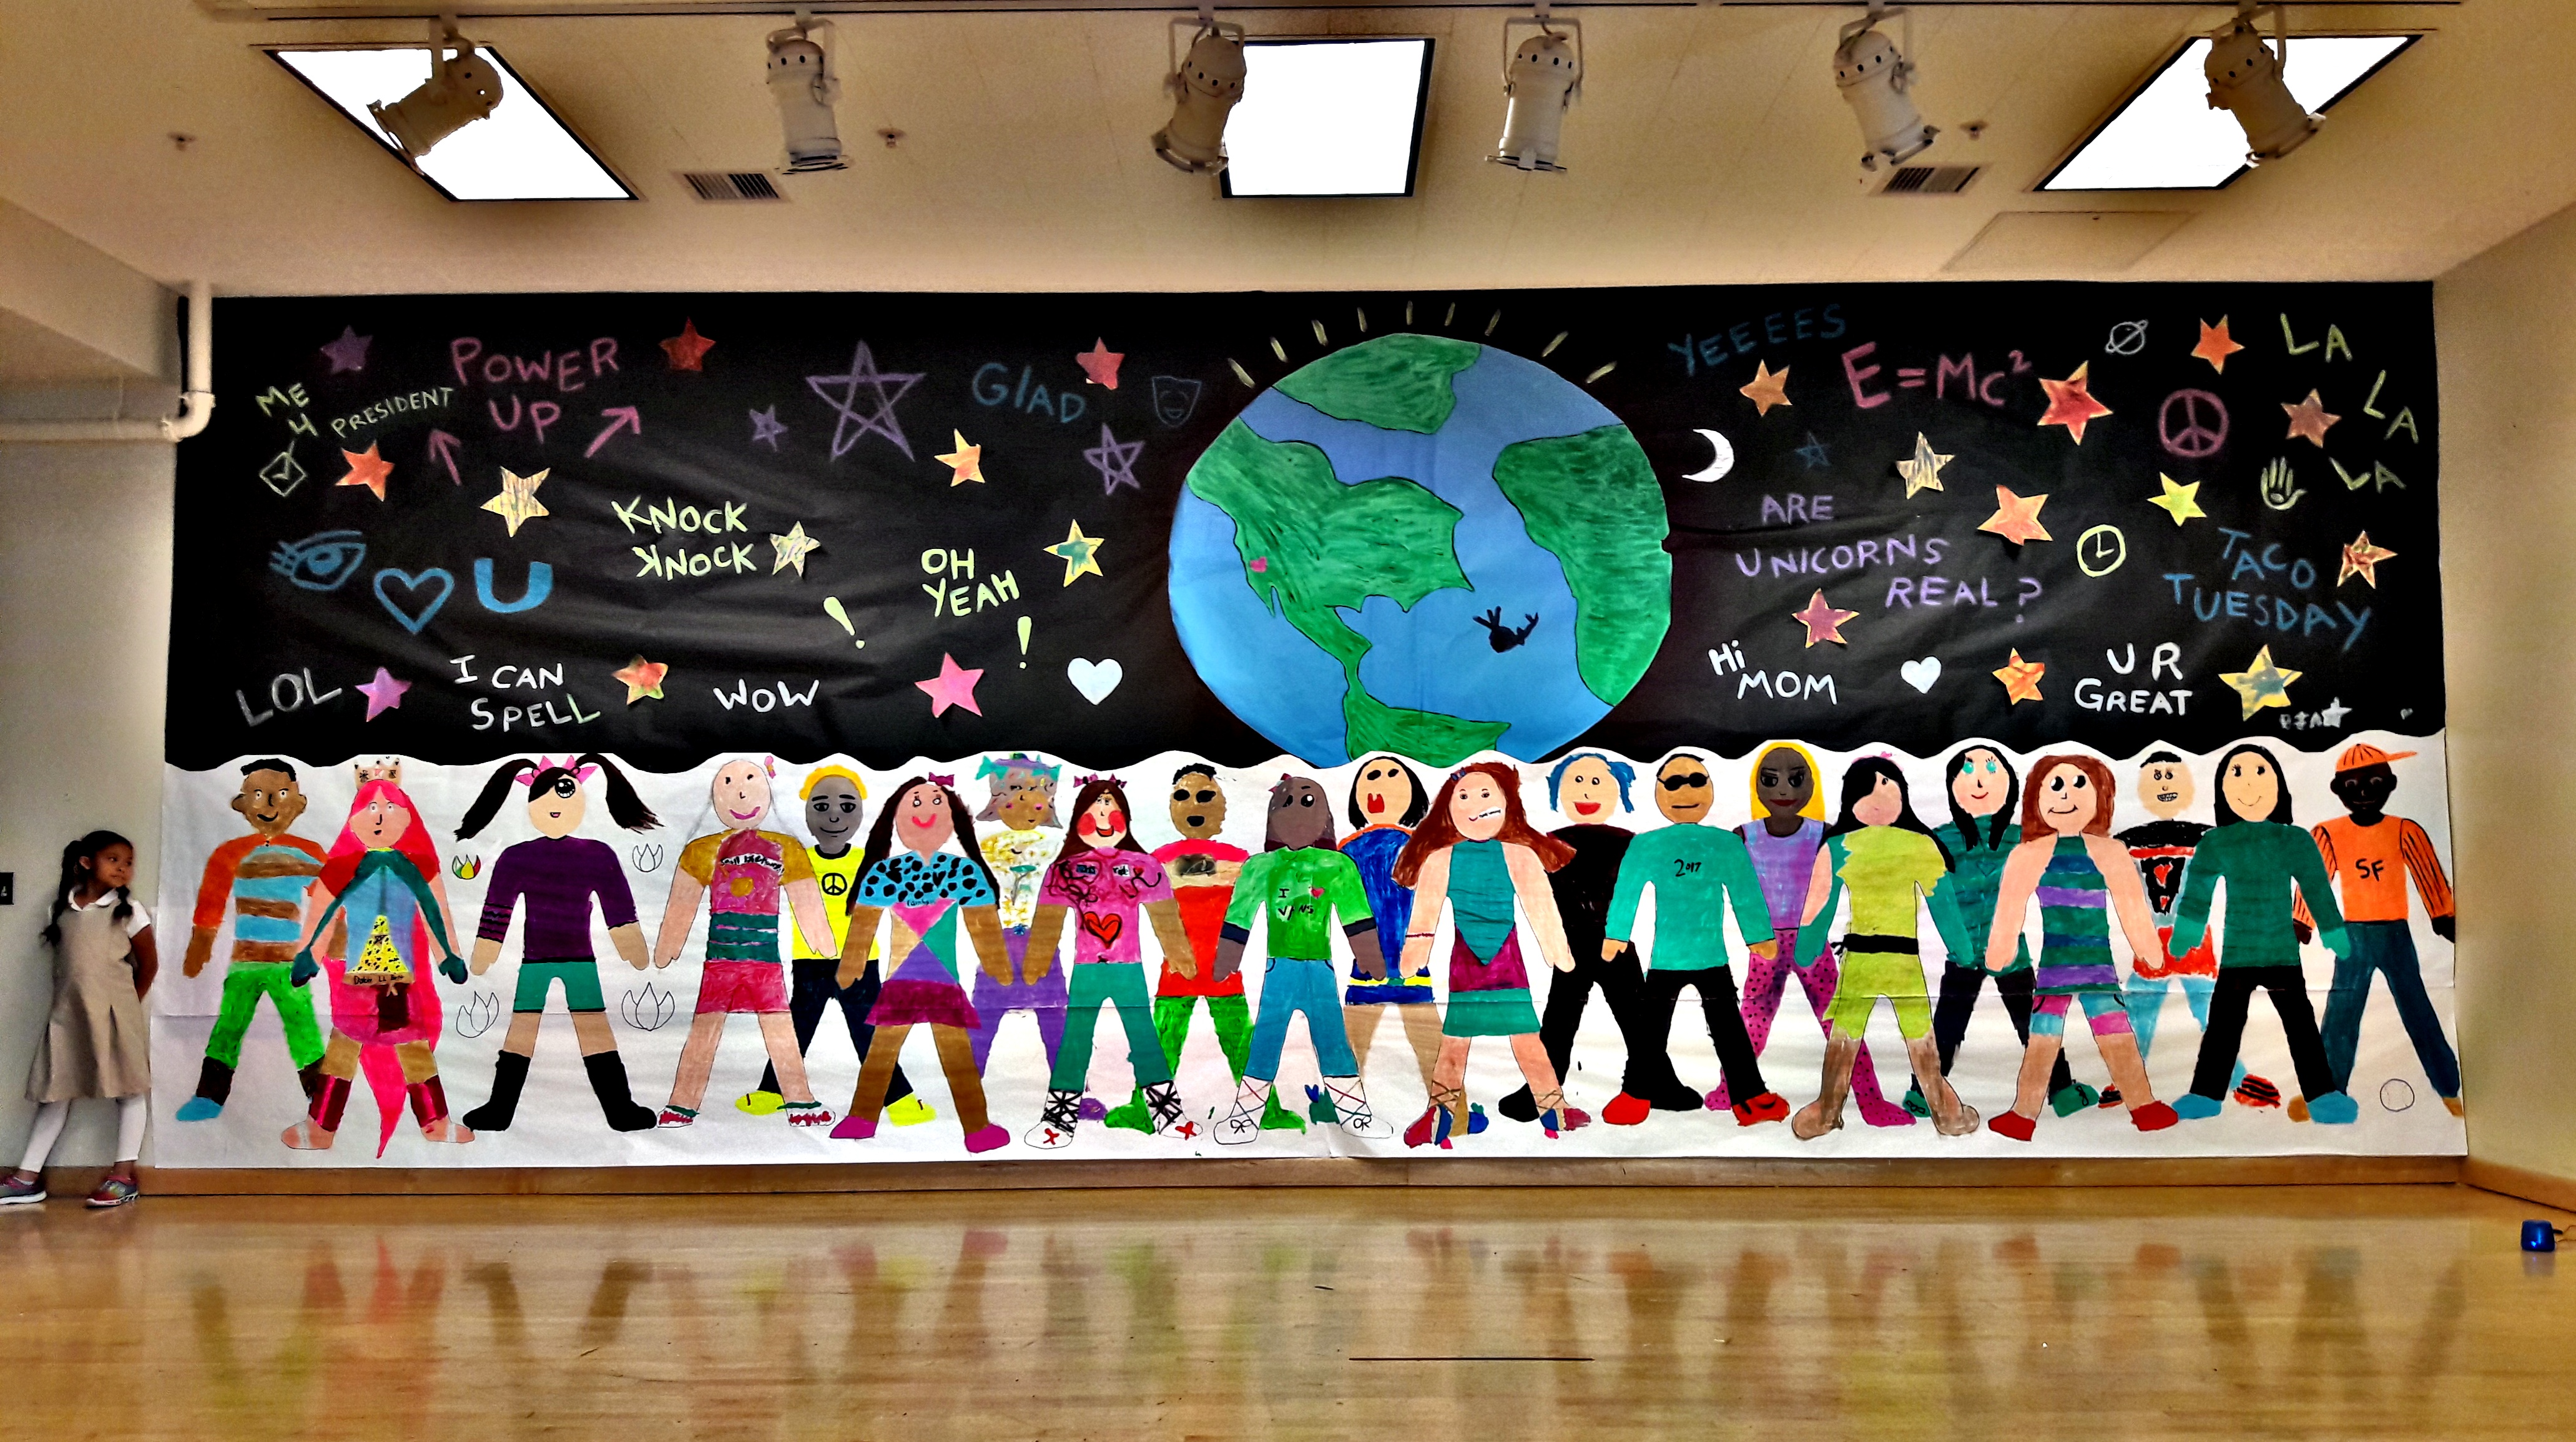 ME
4
PRESIDENT
POWER
UP
GlAD
KNOCK
KNOCK
OH
YEAH
!
!
U
LOL
I CAN
SPELL
WOW
YEEEES
E=MC²
LA
LA
LA
ARE
UNICORNS
REAL?
TACO
TUESDAY
Hi
MOM
U R
GREAT
I
VANS
2017
SF